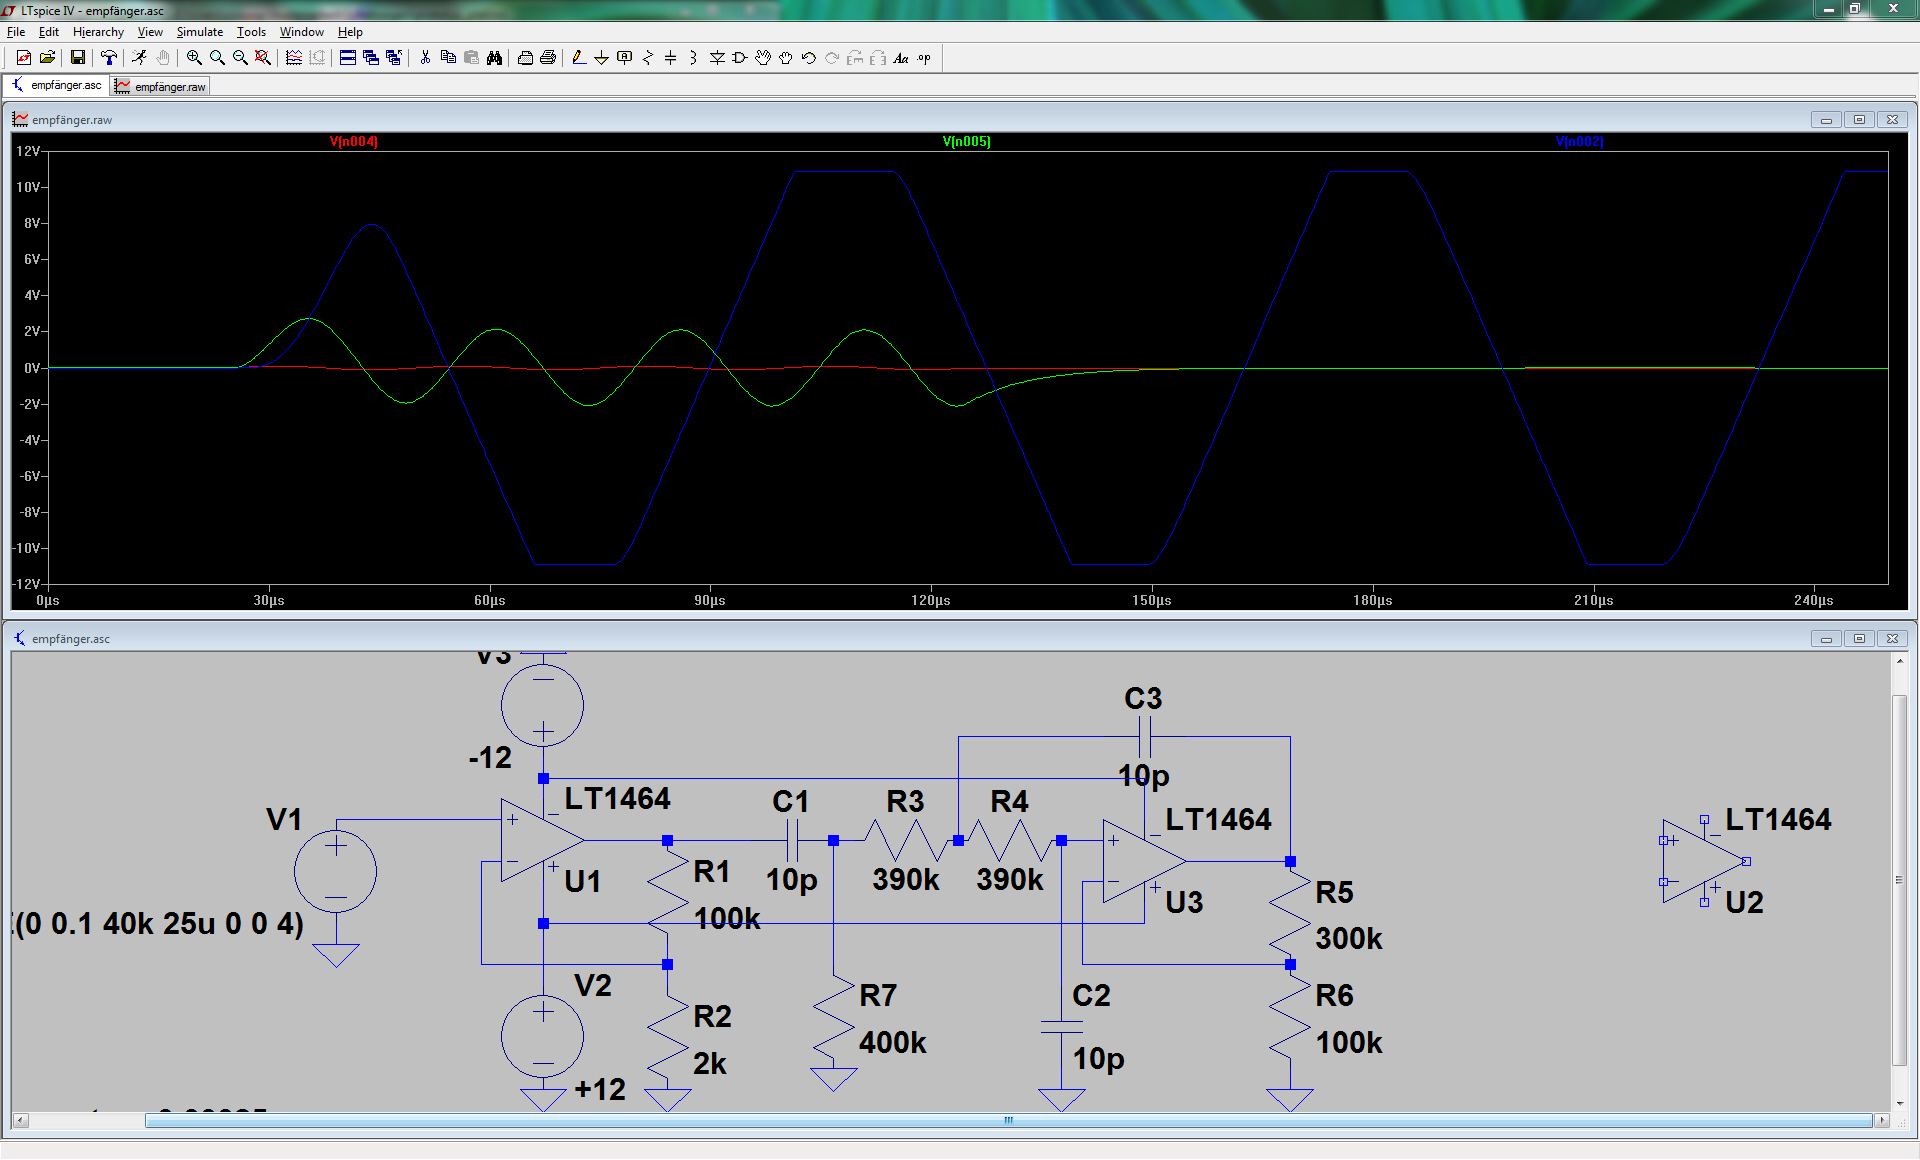 LTspice IV - empfänger.asc
File Edit Hierarchy View Simulate Tools Window Help
empfänger.asc empfänger.raw
empfänger.raw
V(n004) V(n005) V(n002)
12V
10V
8V
6V
4V
2V
0V
-2V
-4V
-6V
-8V
-10V
-12V
0µs 30µs 60µs 90µs 120µs 150µs 180µs 210µs 240µs
empfänger.asc
V3
-12
V1
(0 0.1 40k 25u 0 0 4)
LT1464
U1
V2
+12
R1
100k
R2
2k
C1
10p
R7
400k
R3
390k
R4
390k
C3
10p
C2
10p
LT1464
U3
R5
300k
R6
100k
LT1464
U2